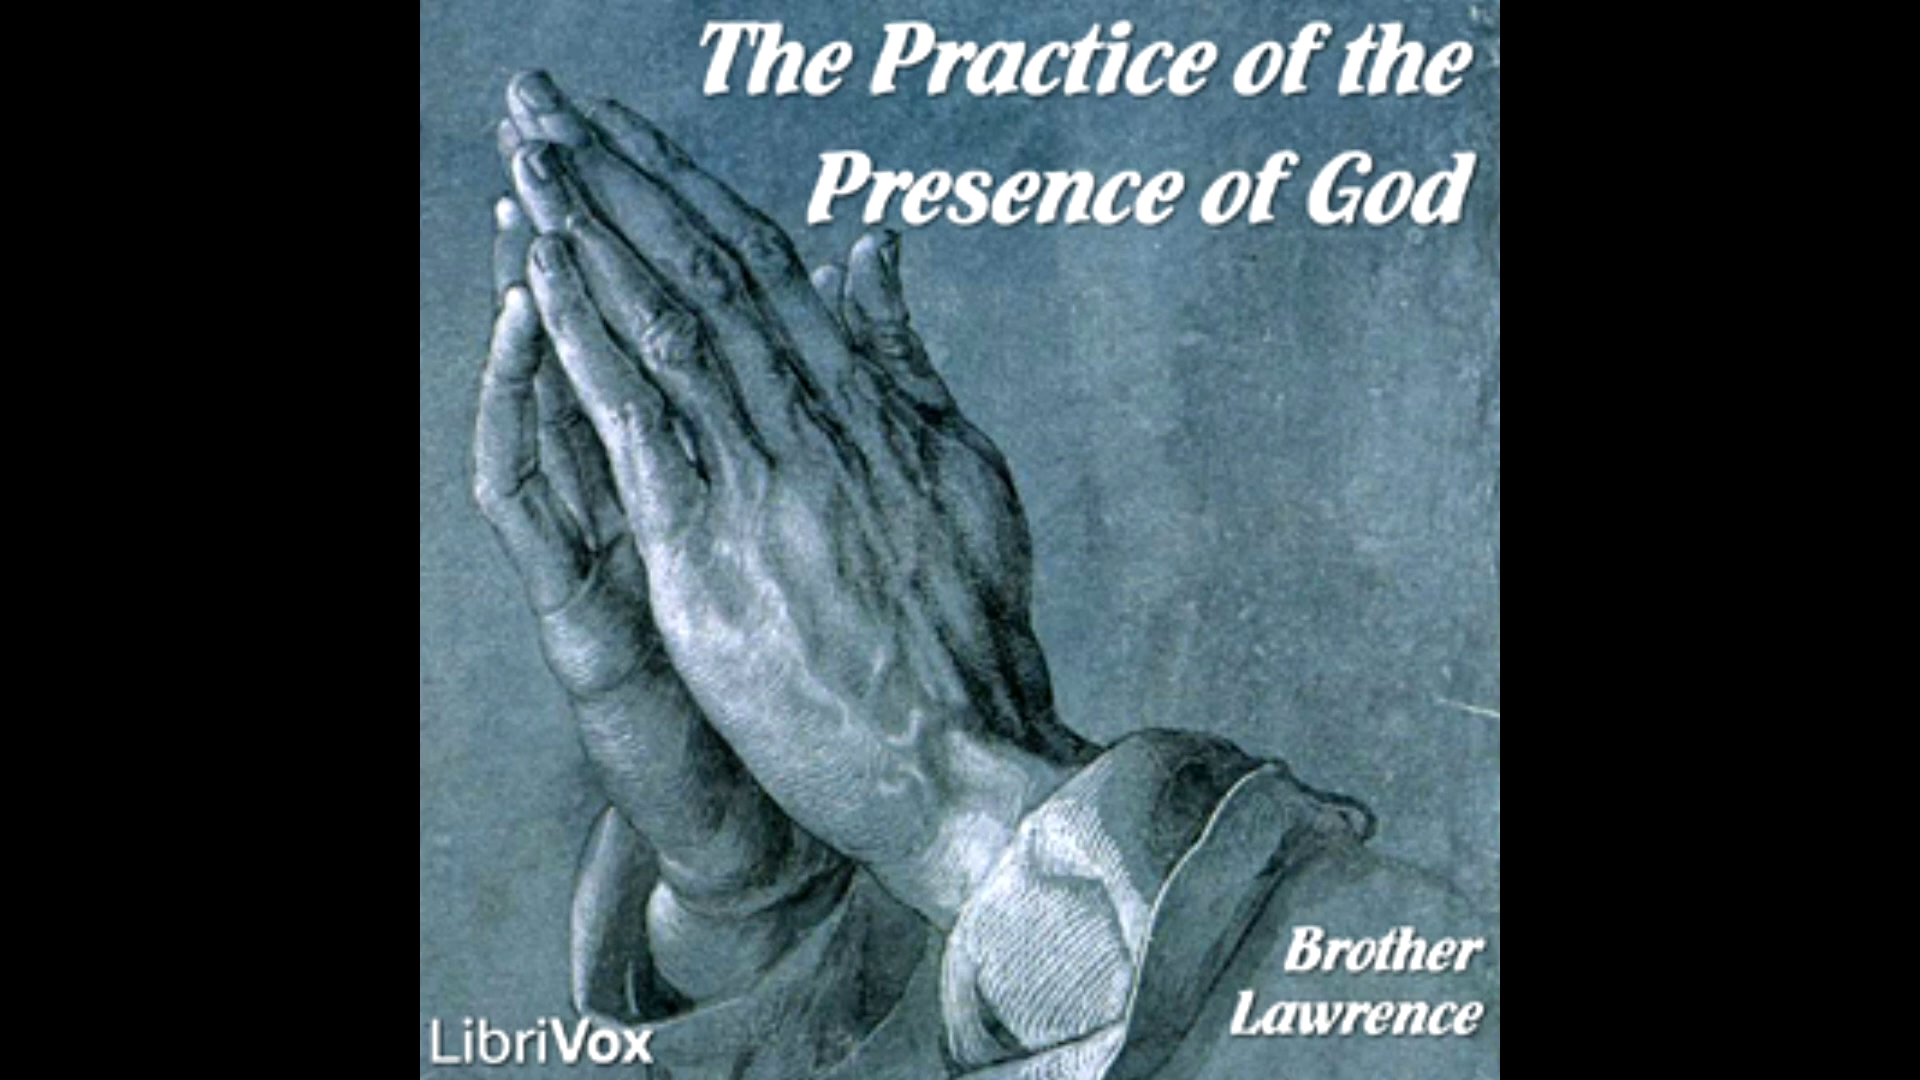 The Practice of the
Presence of God
Brother
Lawrence
LibriVox